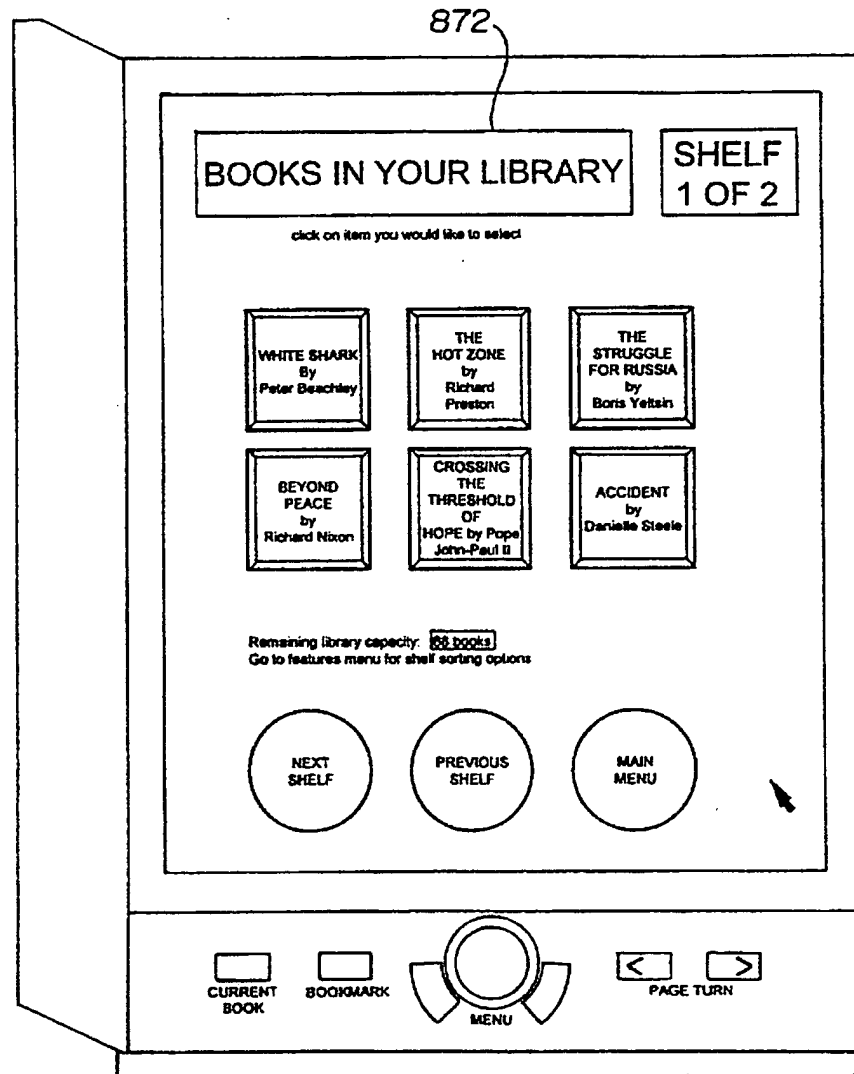 872
BOOKS IN YOUR LIBRARY
SHELF
1 OF 2
click on item you would like to select
WHITE SHARK
By
Peter Beachley
THE
HOT ZONE
by
Richard
Preston
THE
STRUGGLE
FOR RUSSIA
by
Boris Yeltsin
BEYOND
PEACE
by
Richard Nixon
CROSSING
THE
THRESHOLD
OF
HOPE by Pope
John-Paul II
ACCIDENT
by
Danielle Steele
Remaining library capacity: books
Go to features menu for shelf sorting options
NEXT
SHELF
PREVIOUS
SHELF
MAIN
MENU
CURRENT
BOOK
BOOKMARK
MENU
< >
PAGE TURN